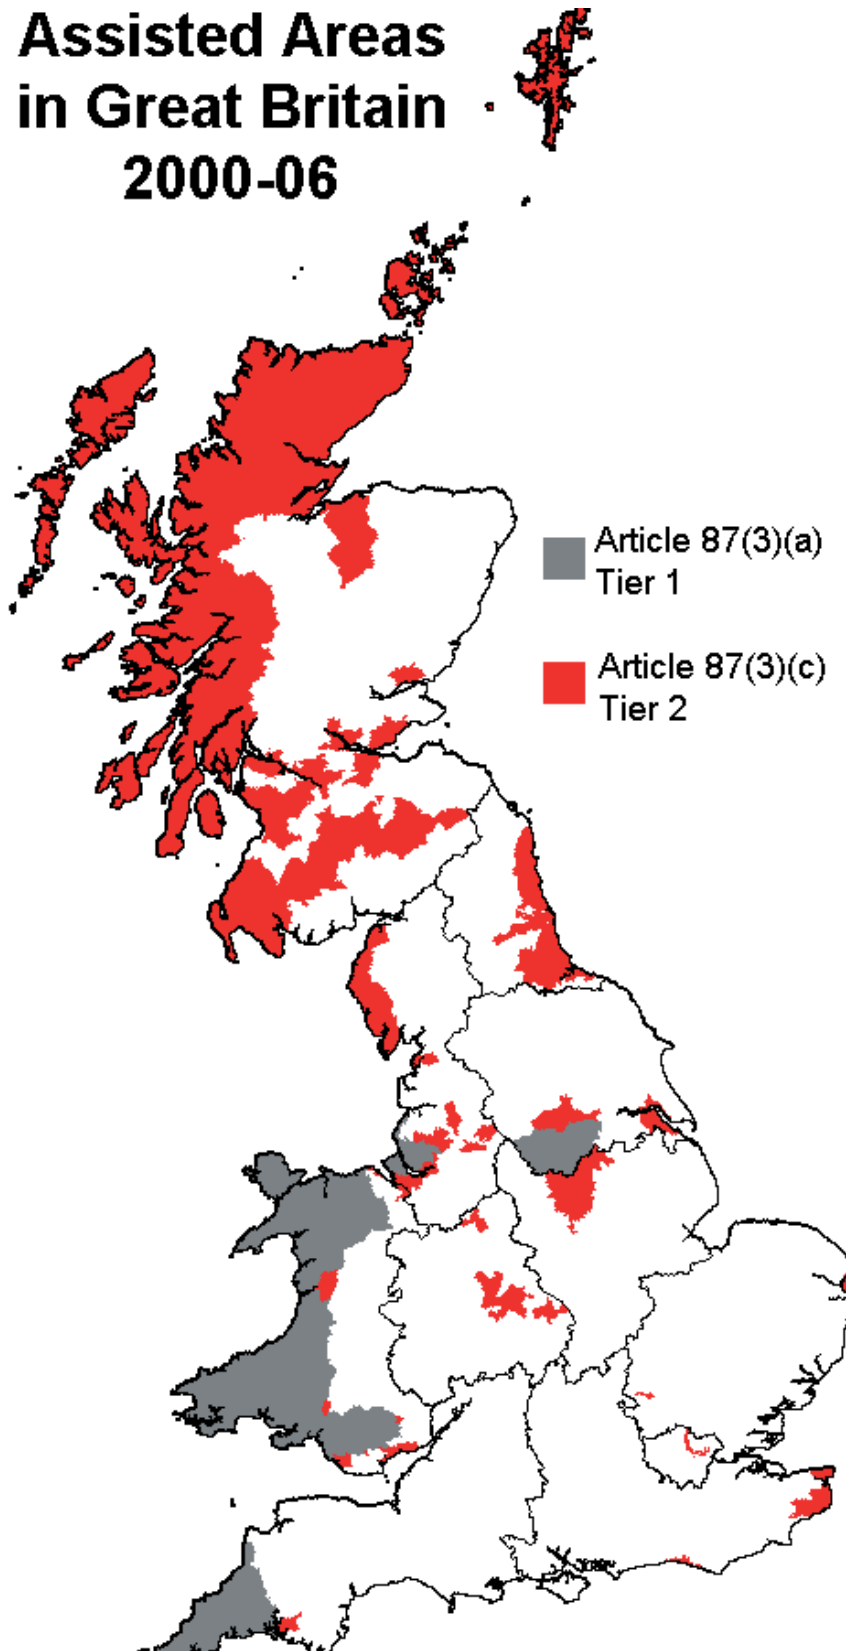 Assisted Areas
in Great Britain
2000-06
Article 87(3)(a)
Tier 1
Article 87(3)(c)
Tier 2